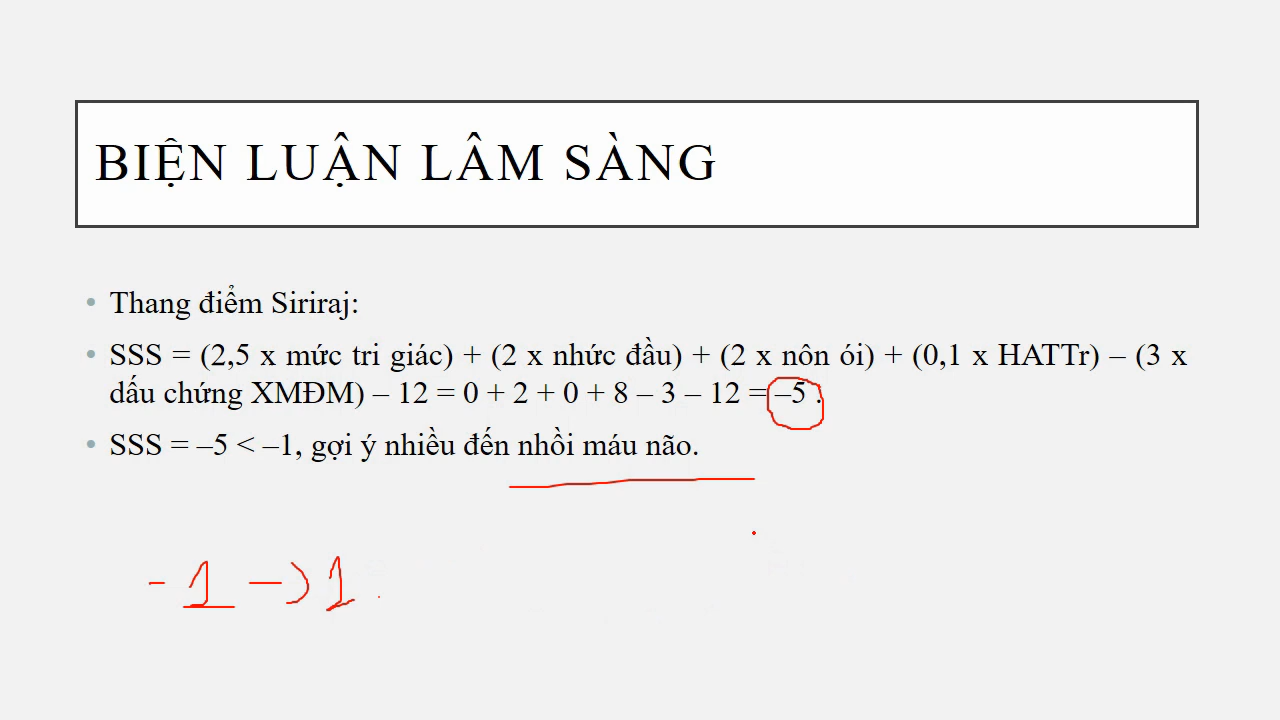 BIỆN LUẬN LÂM SÀNG
• Thang điểm Siriraj:
• SSS = (2,5 x mức tri giác) + (2 x nhức đầu) + (2 x nôn ói) + (0,1 x HATTr) – (3 x
dấu chứng XMĐM) – 12 = 0 + 2 + 0 + 8 – 3 – 12 = –5 .
• SSS = –5 < –1, gợi ý nhiều đến nhồi máu não.
- 1 → 1